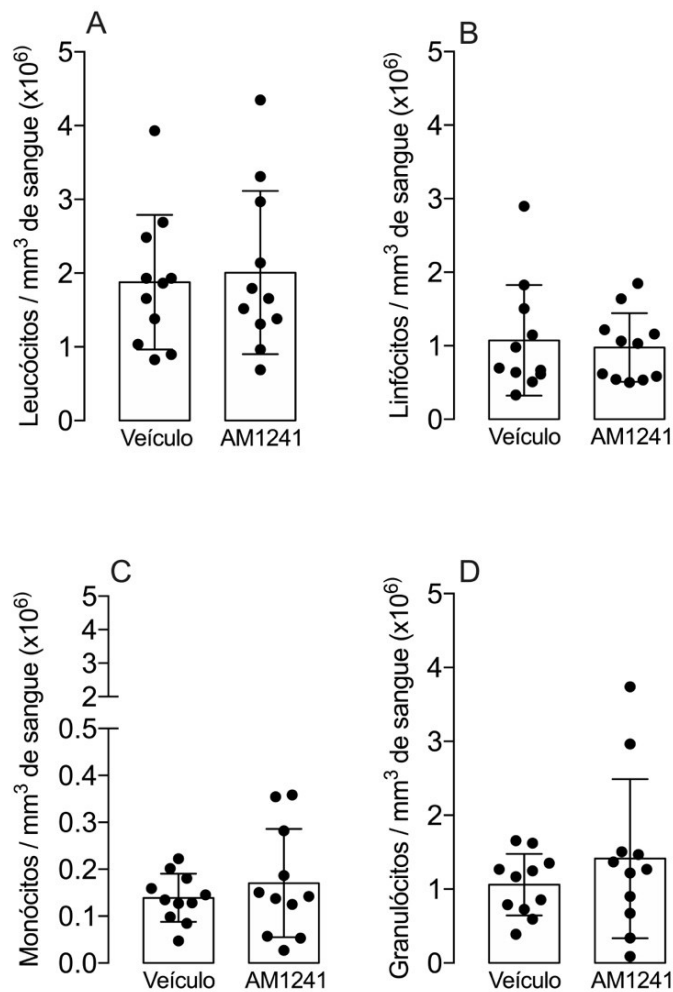 A
Leucócitos / mm³ de sangue (x10⁶)
5
4
3
2
1
0
Veículo AM1241
B
Linfócitos / mm³ de sangue (x10⁶)
5
4
3
2
1
0
Veículo AM1241
C
Monócitos / mm³ de sangue (x10⁶)
5
4
3
2
0.5
0.4
0.3
0.2
0.1
0.0
Veículo AM1241
D
Granulócitos / mm³ de sangue (x10⁶)
5
4
3
2
1
0
Veículo AM1241